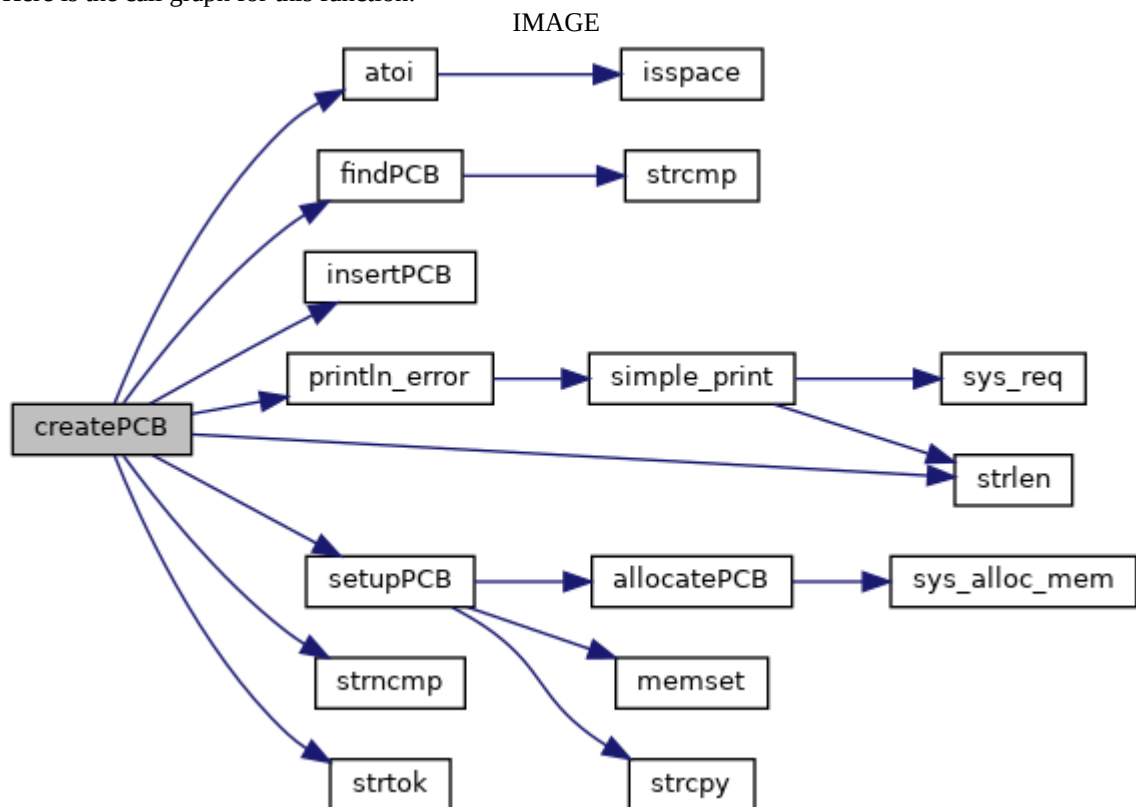 Here is the call graph for this function:
IMAGE
atoi
isspace
findPCB
strcmp
insertPCB
println_error
simple_print
sys_req
createPCB
strlen
setupPCB
allocatePCB
sys_alloc_mem
strncmp
memset
strtok
strcpy